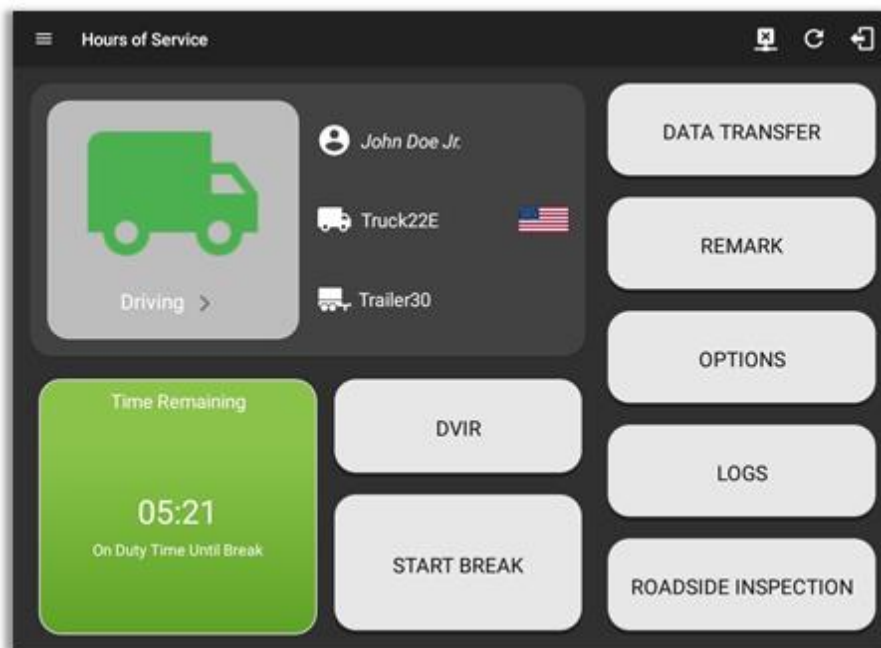 Hours of Service
John Doe Jr.
Truck22E
Trailer30
Driving
DATA TRANSFER
REMARK
OPTIONS
LOGS
ROADSIDE INSPECTION
Time Remaining
05:21
On Duty Time Until Break
DVIR
START BREAK